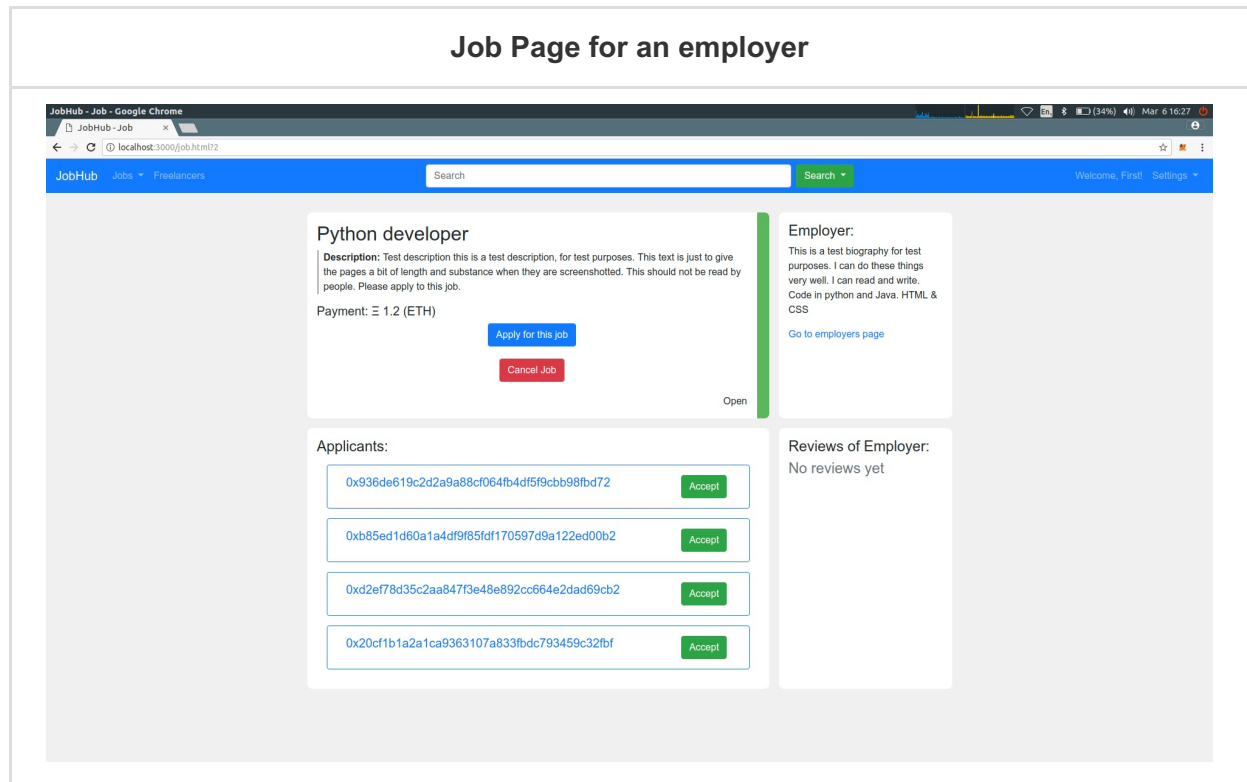 Job Page for an employer
JobHub - Job - Google Chrome
En
(34%)
Mar 6 16:27
JobHub - Job
localhost:3000/job.html?2
JobHub
Jobs
Freelancers
Search
Search
Welcome, First!
Settings
Python developer
Description: Test description this is a test description, for test purposes. This text is just to give
the pages a bit of length and substance when they are screenshotted. This should not be read by
people. Please apply to this job.
Payment: Ξ 1.2 (ETH)
Apply for this job
Cancel Job
Open
Employer:
This is a test biography for test
purposes. I can do these things
very well. I can read and write.
Code in python and Java. HTML &
CSS
Go to employers page
Applicants:
0x936de619c2d2a9a88cf064fb4df5f9cbb98fbd72
Accept
0xb85ed1d60a1a4df9f85fdf170597d9a122ed00b2
Accept
0xd2ef78d35c2aa847f3e48e892cc664e2dad69cb2
Accept
0x20cf1b1a2a1ca9363107a833fbdc793459c32fbf
Accept
Reviews of Employer:
No reviews yet